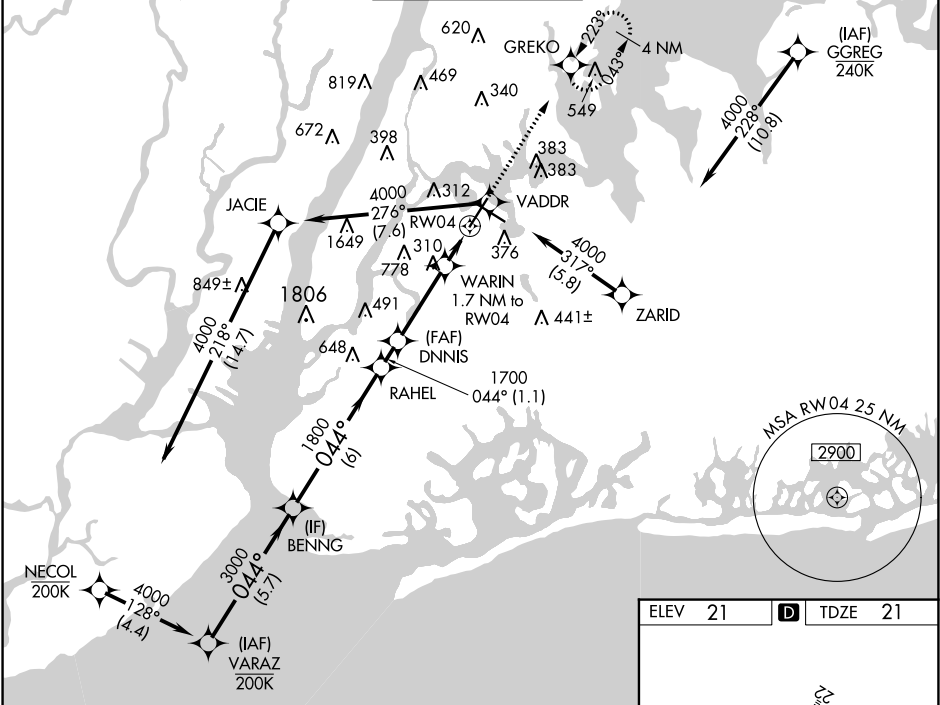 620
GREKO
223°
043°
4 NM
549
(IAF)
GGREG
240K
4000
228°
(10.8)
819
469
340
672
398
383
383
312
VADDR
JACIE
4000
276°
(7.6)
RW04
1649
310
778
376
4000
317°
(5.8)
ZARID
WARIN
1.7 NM to
RW04
849±
1806
491
441±
4000
218°
(14.7)
648
(FAF)
DNNIS
RAHEL
1700
044° (1.1)
1800
044°
(6)
MSA RW04 25 NM
2900
(IF)
BENNG
3000
044°
(5.7)
NECOL
200K
4000
128°
(4.4)
(IAF)
VARAZ
200K
ELEV 21 D TDZE 21
22